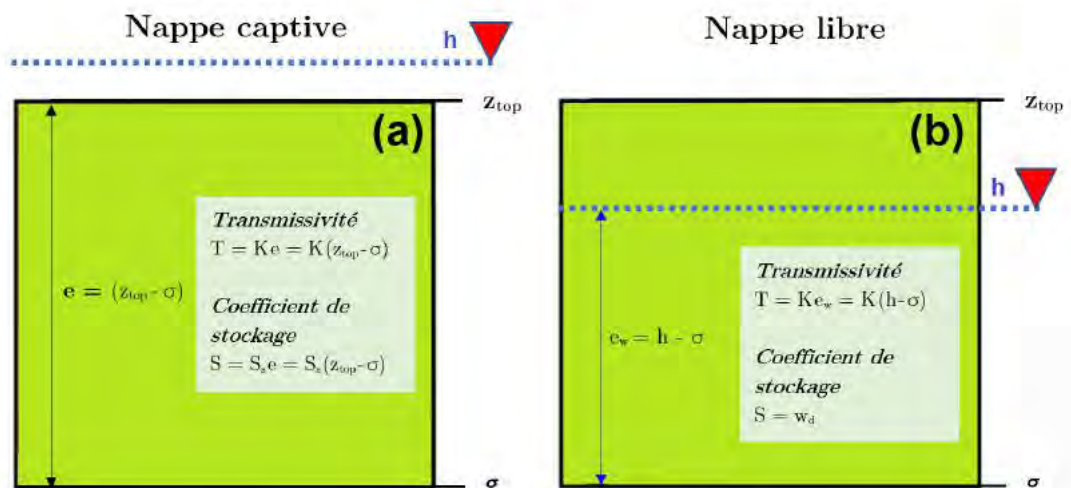 Nappe captive
h
z_top
(a)
Transmissivité
T = Ke = K(z_top-σ)
e = (z_top- σ)
Coefficient de
stockage
S = S_s e = S_s(z_top-σ)
σ
Nappe libre
z_top
(b)
h
Transmissivité
T = Ke_w = K(h-σ)
e_w = h - σ
Coefficient de
stockage
S = w_d
σ